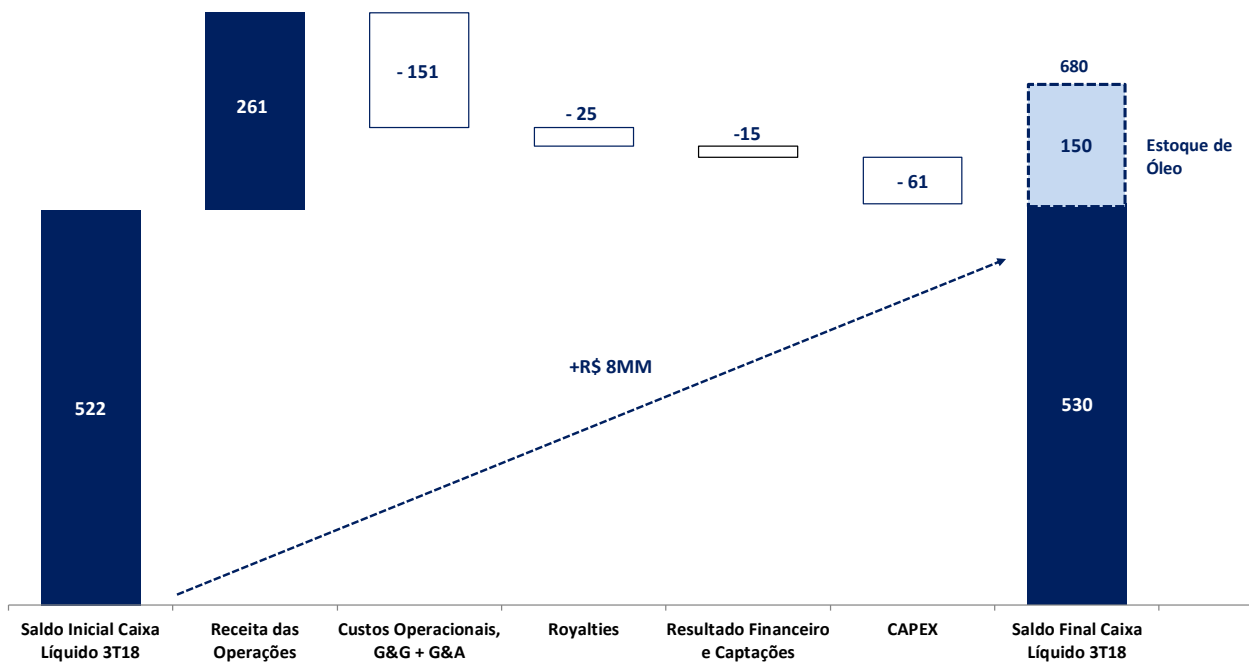 680
- 151
261
- 25
-15
150
Estoque de
Óleo
- 61
+R$ 8MM
522
530
Saldo Inicial Caixa
Líquido 3T18
Receita das
Operações
Custos Operacionais,
G&G + G&A
Royalties
Resultado Financeiro
e Captações
CAPEX
Saldo Final Caixa
Líquido 3T18